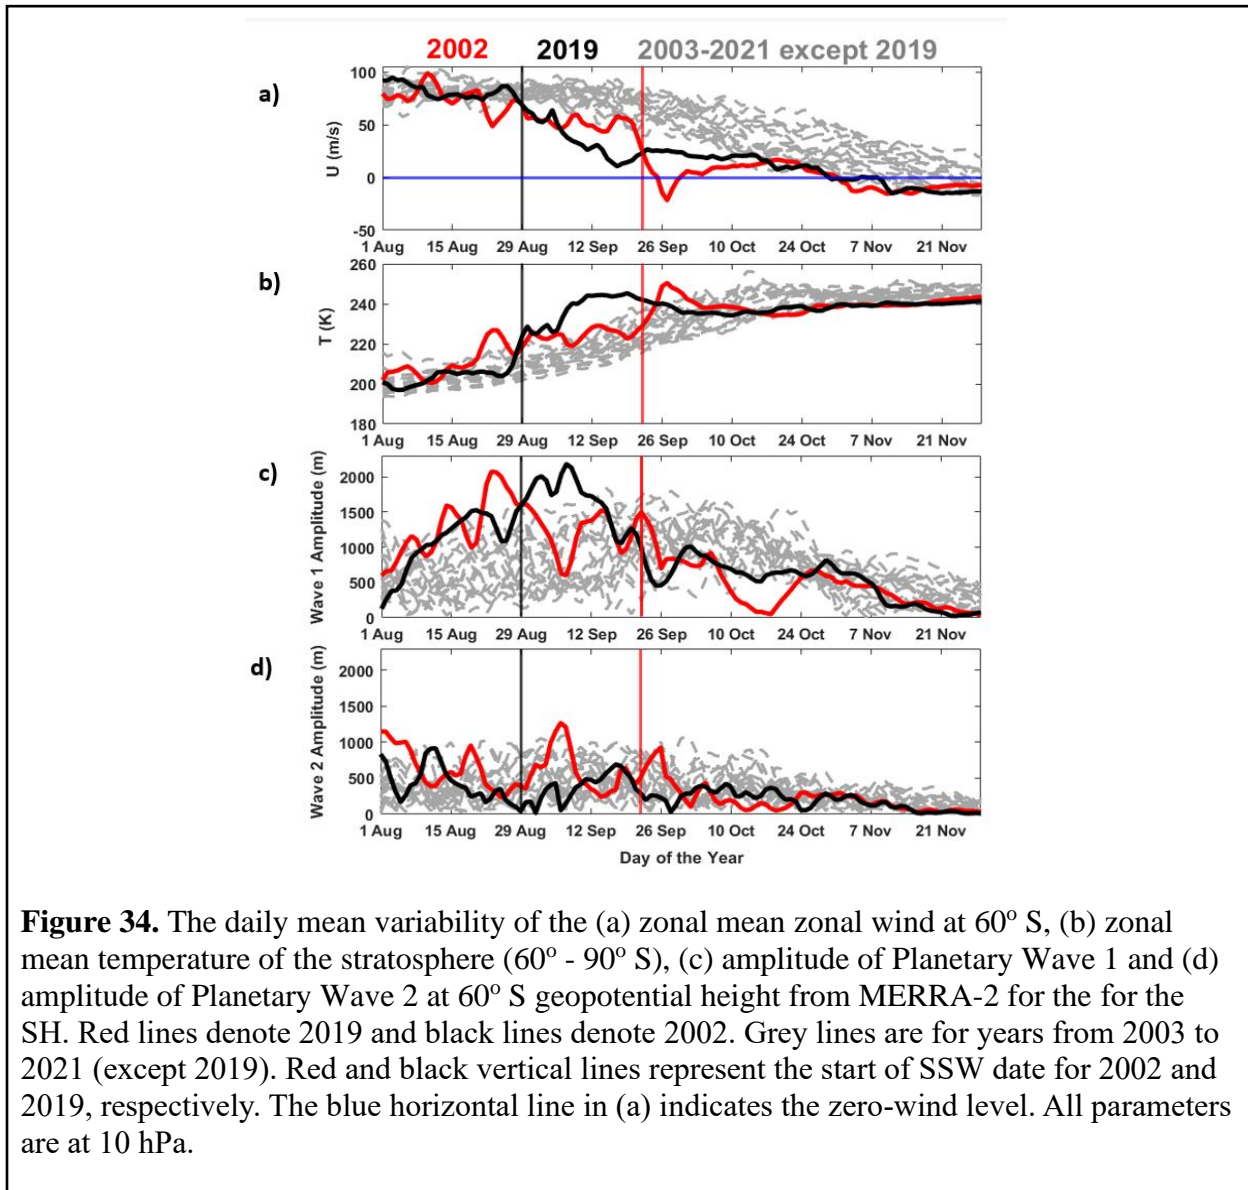 2002 2019 2003-2021 except 2019
a)
U (m/s)
100
50
0
-50
1 Aug 15 Aug 29 Aug 12 Sep 26 Sep 10 Oct 24 Oct 7 Nov 21 Nov
b)
T (K)
260
240
220
200
180
1 Aug 15 Aug 29 Aug 12 Sep 26 Sep 10 Oct 24 Oct 7 Nov 21 Nov
c)
Wave 1 Amplitude (m)
2000
1500
1000
500
0
1 Aug 15 Aug 29 Aug 12 Sep 26 Sep 10 Oct 24 Oct 7 Nov 21 Nov
d)
Wave 2 Amplitude (m)
2000
1500
1000
500
0
1 Aug 15 Aug 29 Aug 12 Sep 26 Sep 10 Oct 24 Oct 7 Nov 21 Nov
Day of the Year
Figure 34. The daily mean variability of the (a) zonal mean zonal wind at 60º S, (b) zonal
mean temperature of the stratosphere (60º - 90º S), (c) amplitude of Planetary Wave 1 and (d)
amplitude of Planetary Wave 2 at 60º S geopotential height from MERRA-2 for the for the
SH. Red lines denote 2019 and black lines denote 2002. Grey lines are for years from 2003 to
2021 (except 2019). Red and black vertical lines represent the start of SSW date for 2002 and
2019, respectively. The blue horizontal line in (a) indicates the zero-wind level. All parameters
are at 10 hPa.